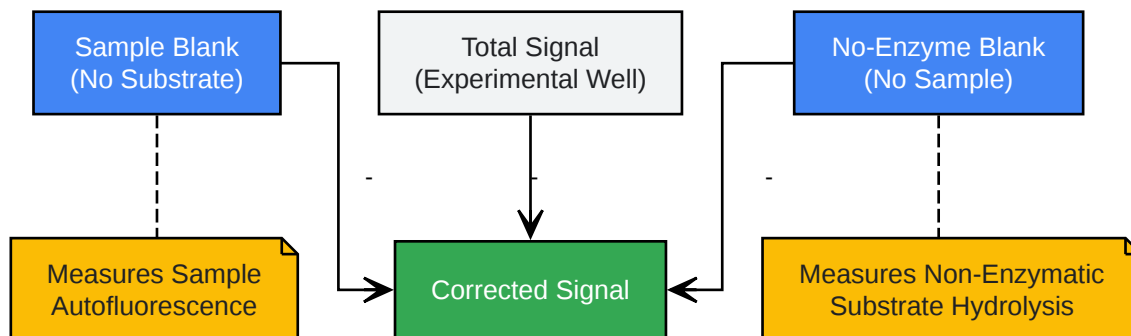 Sample Blank
(No Substrate)
Total Signal
(Experimental Well)
No-Enzyme Blank
(No Sample)
-
-
-
Measures Sample
Autofluorescence
Corrected Signal
Measures Non-Enzymatic
Substrate Hydrolysis